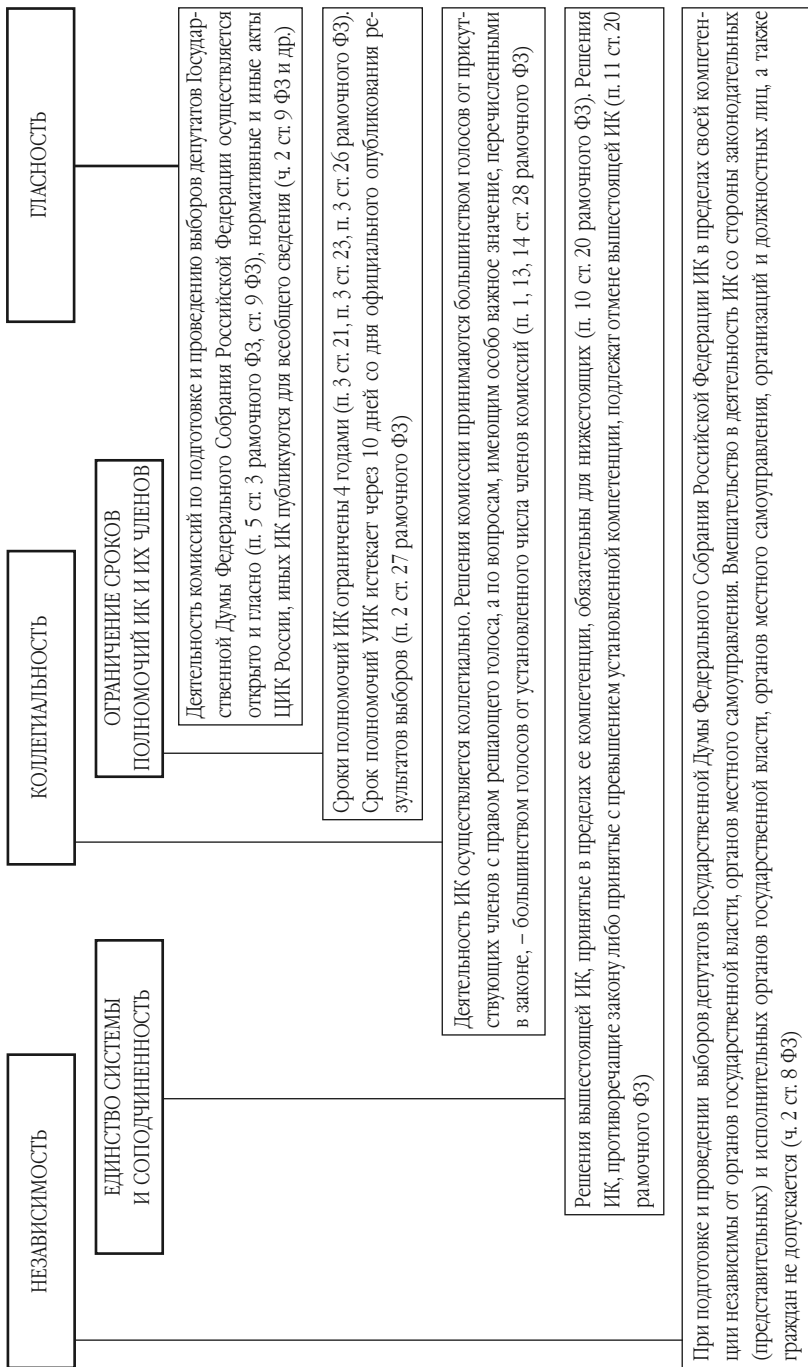 НЕЗАВИСИМОСТЬ
КОЛЛЕГИАЛЬНОСТЬ
ГЛАСНОСТЬ
ЕДИНСТВО СИСТЕМЫ
И СОПОДЧИНЕННОСТЬ
ОГРАНИЧЕНИЕ СРОКОВ
ПОЛНОМОЧИЙ ИК И ИХ ЧЛЕНОВ
Деятельность комиссий по подготовке и проведению выборов депутатов Государ-
ственной Думы Федерального Собрания Российской Федерации осуществляется
открыто и гласно (п. 5 ст. 3 рамочного ФЗ, ст. 9 ФЗ), нормативные и иные акты
ЦИК России, иных ИК публикуются для всеобщего сведения (ч. 2 ст. 9 ФЗ и др.)
Сроки полномочий ИК ограничены 4 годами (п. 3 ст. 21, п. 3 ст. 23, п. 3 ст. 26 рамочного ФЗ).
Срок полномочий УИК истекает через 10 дней со дня официального опубликования ре-
зультатов выборов (п. 2 ст. 27 рамочного ФЗ)
Деятельность ИК осуществляется коллегиально. Решения комиссии принимаются большинством голосов от присут-
ствующих членов с правом решающего голоса, а по вопросам, имеющим особо важное значение, перечисленными
в законе, – большинством голосов от установленного числа членов комиссий (п. 1, 13, 14 ст. 28 рамочного ФЗ)
Решения вышестоящей ИК, принятые в пределах ее компетенции, обязательны для нижестоящих (п. 10 ст. 20 рамочного ФЗ). Решения
ИК, противоречащие закону либо принятые с превышением установленной компетенции, подлежат отмене вышестоящей ИК (п. 11 ст. 20
рамочного ФЗ)
При подготовке и проведении выборов депутатов Государственной Думы Федерального Собрания Российской Федерации ИК в пределах своей компетен-
ции независимы от органов государственной власти, органов местного самоуправления. Вмешательство в деятельность ИК со стороны законодательных
(представительных) и исполнительных органов государственной власти, органов местного самоуправления, организаций и должностных лиц, а также
граждан не допускается (ч. 2 ст. 8 ФЗ)